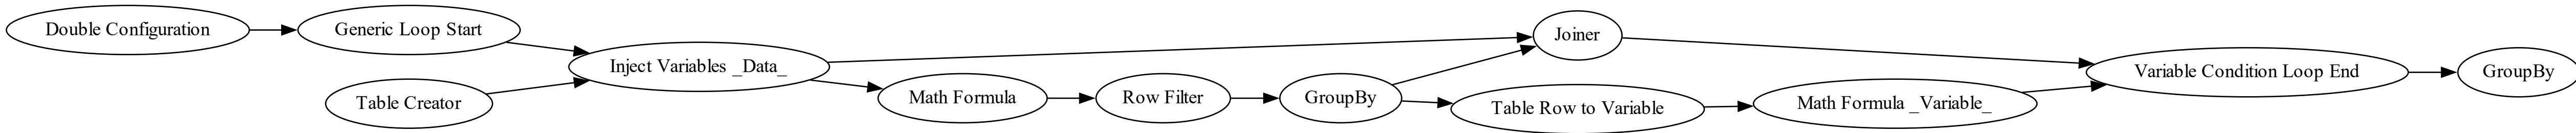 Double Configuration
Generic Loop Start
Table Creator
Inject Variables _Data_
Math Formula
Row Filter
GroupBy
Joiner
Table Row to Variable
Math Formula _Variable_
Variable Condition Loop End
GroupBy